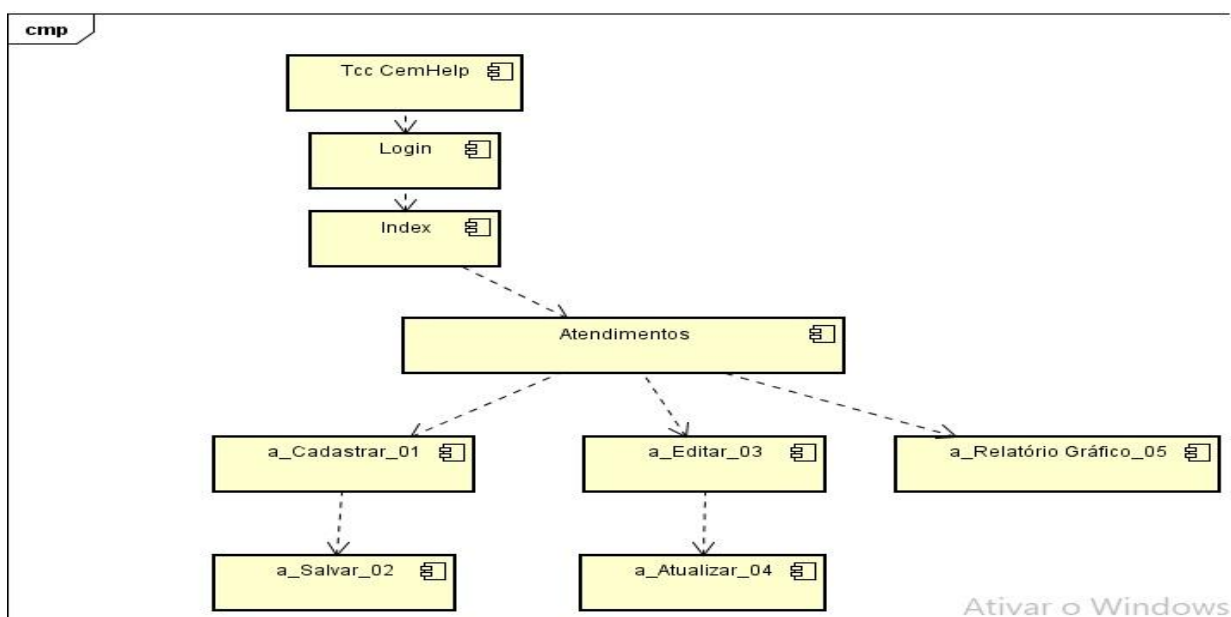 cmp
Tcc CemHelp
Login
Index
Atendimentos
a_Cadastrar_01
a_Editar_03
a_Relatório Gráfico_05
a_Salvar_02
a_Atualizar_04
Ativar o Windows